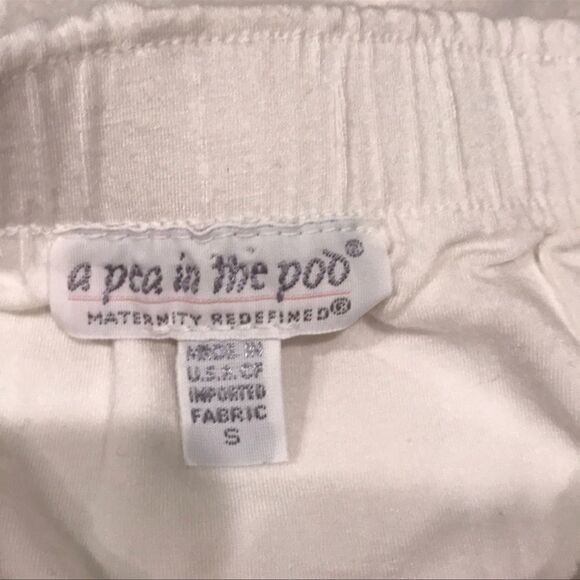 a pea in the pod®
MATERNITY REDEFINED®
MADE IN
U.S.A. OF
IMPORTED
FABRIC
S